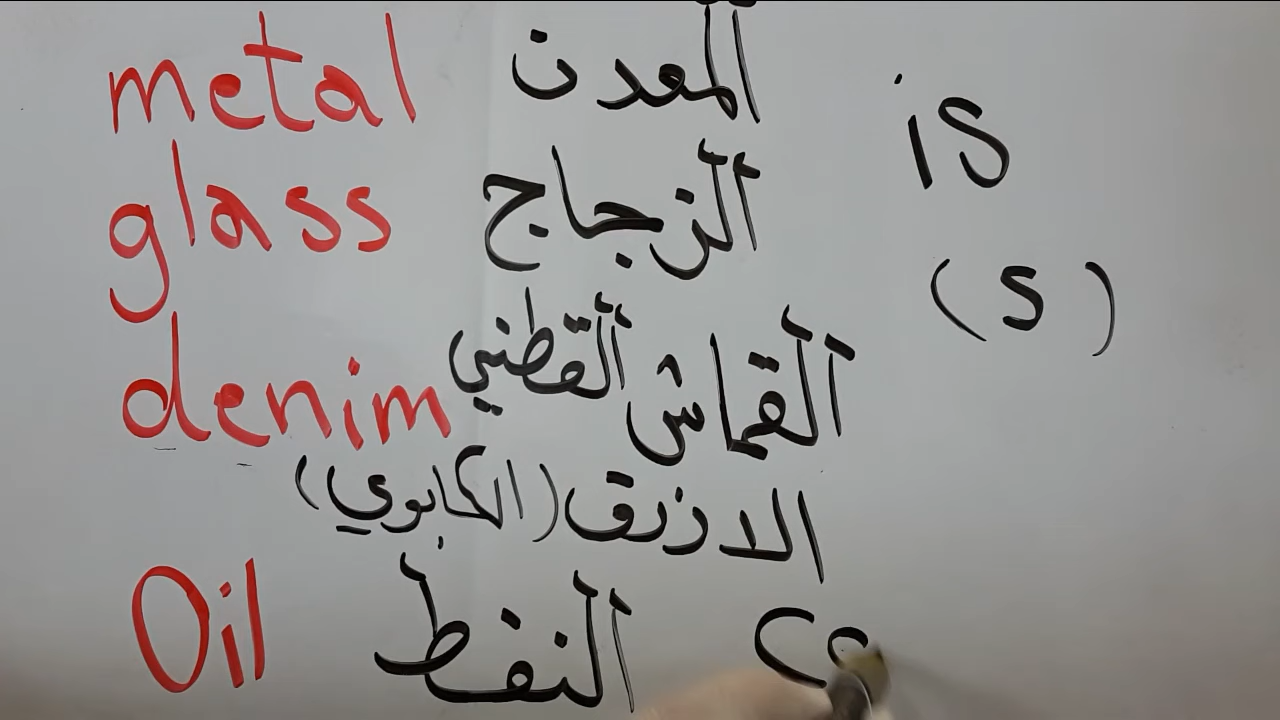 metal المعدن is
glass الزجاج (s)
denim القماش القطني
الازرق (الكابوي)
Oil النفط